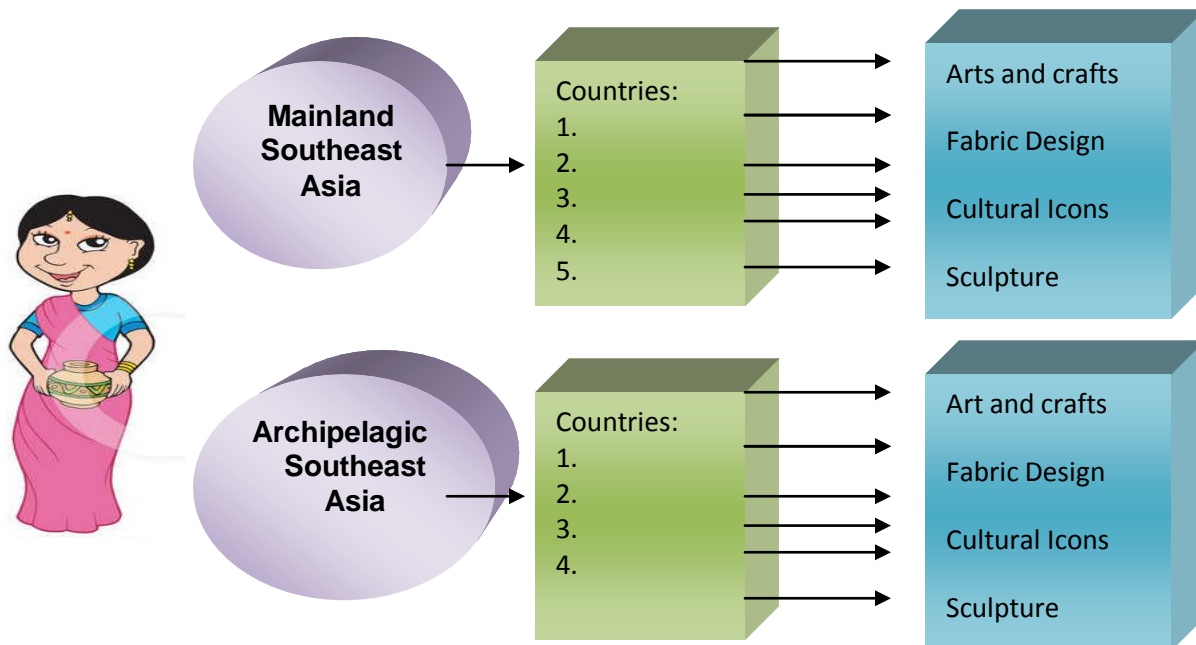 Mainland
Southeast
Asia
Countries:
1.
2.
3.
4.
5.
Arts and crafts
Fabric Design
Cultural Icons
Sculpture
Archipelagic
Southeast
Asia
Countries:
1.
2.
3.
4.
Art and crafts
Fabric Design
Cultural Icons
Sculpture